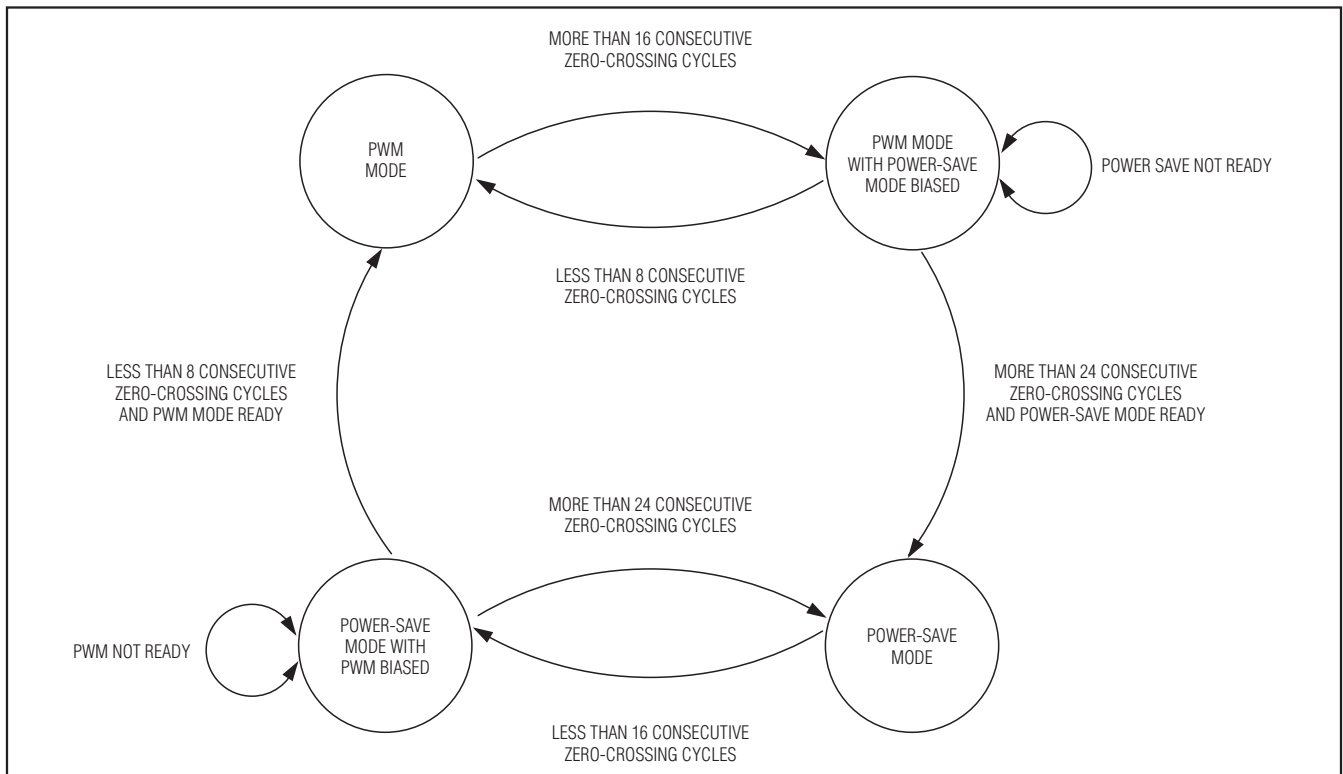 MORE THAN 16 CONSECUTIVE
ZERO-CROSSING CYCLES
PWM
MODE
PWM MODE
WITH POWER-SAVE
MODE BIASED
POWER SAVE NOT READY
LESS THAN 8 CONSECUTIVE
ZERO-CROSSING CYCLES
LESS THAN 8 CONSECUTIVE
ZERO-CROSSING CYCLES
AND PWM MODE READY
MORE THAN 24 CONSECUTIVE
ZERO-CROSSING CYCLES
AND POWER-SAVE MODE READY
MORE THAN 24 CONSECUTIVE
ZERO-CROSSING CYCLES
PWM NOT READY
POWER-SAVE
MODE WITH
PWM BIASED
POWER-SAVE
MODE
LESS THAN 16 CONSECUTIVE
ZERO-CROSSING CYCLES